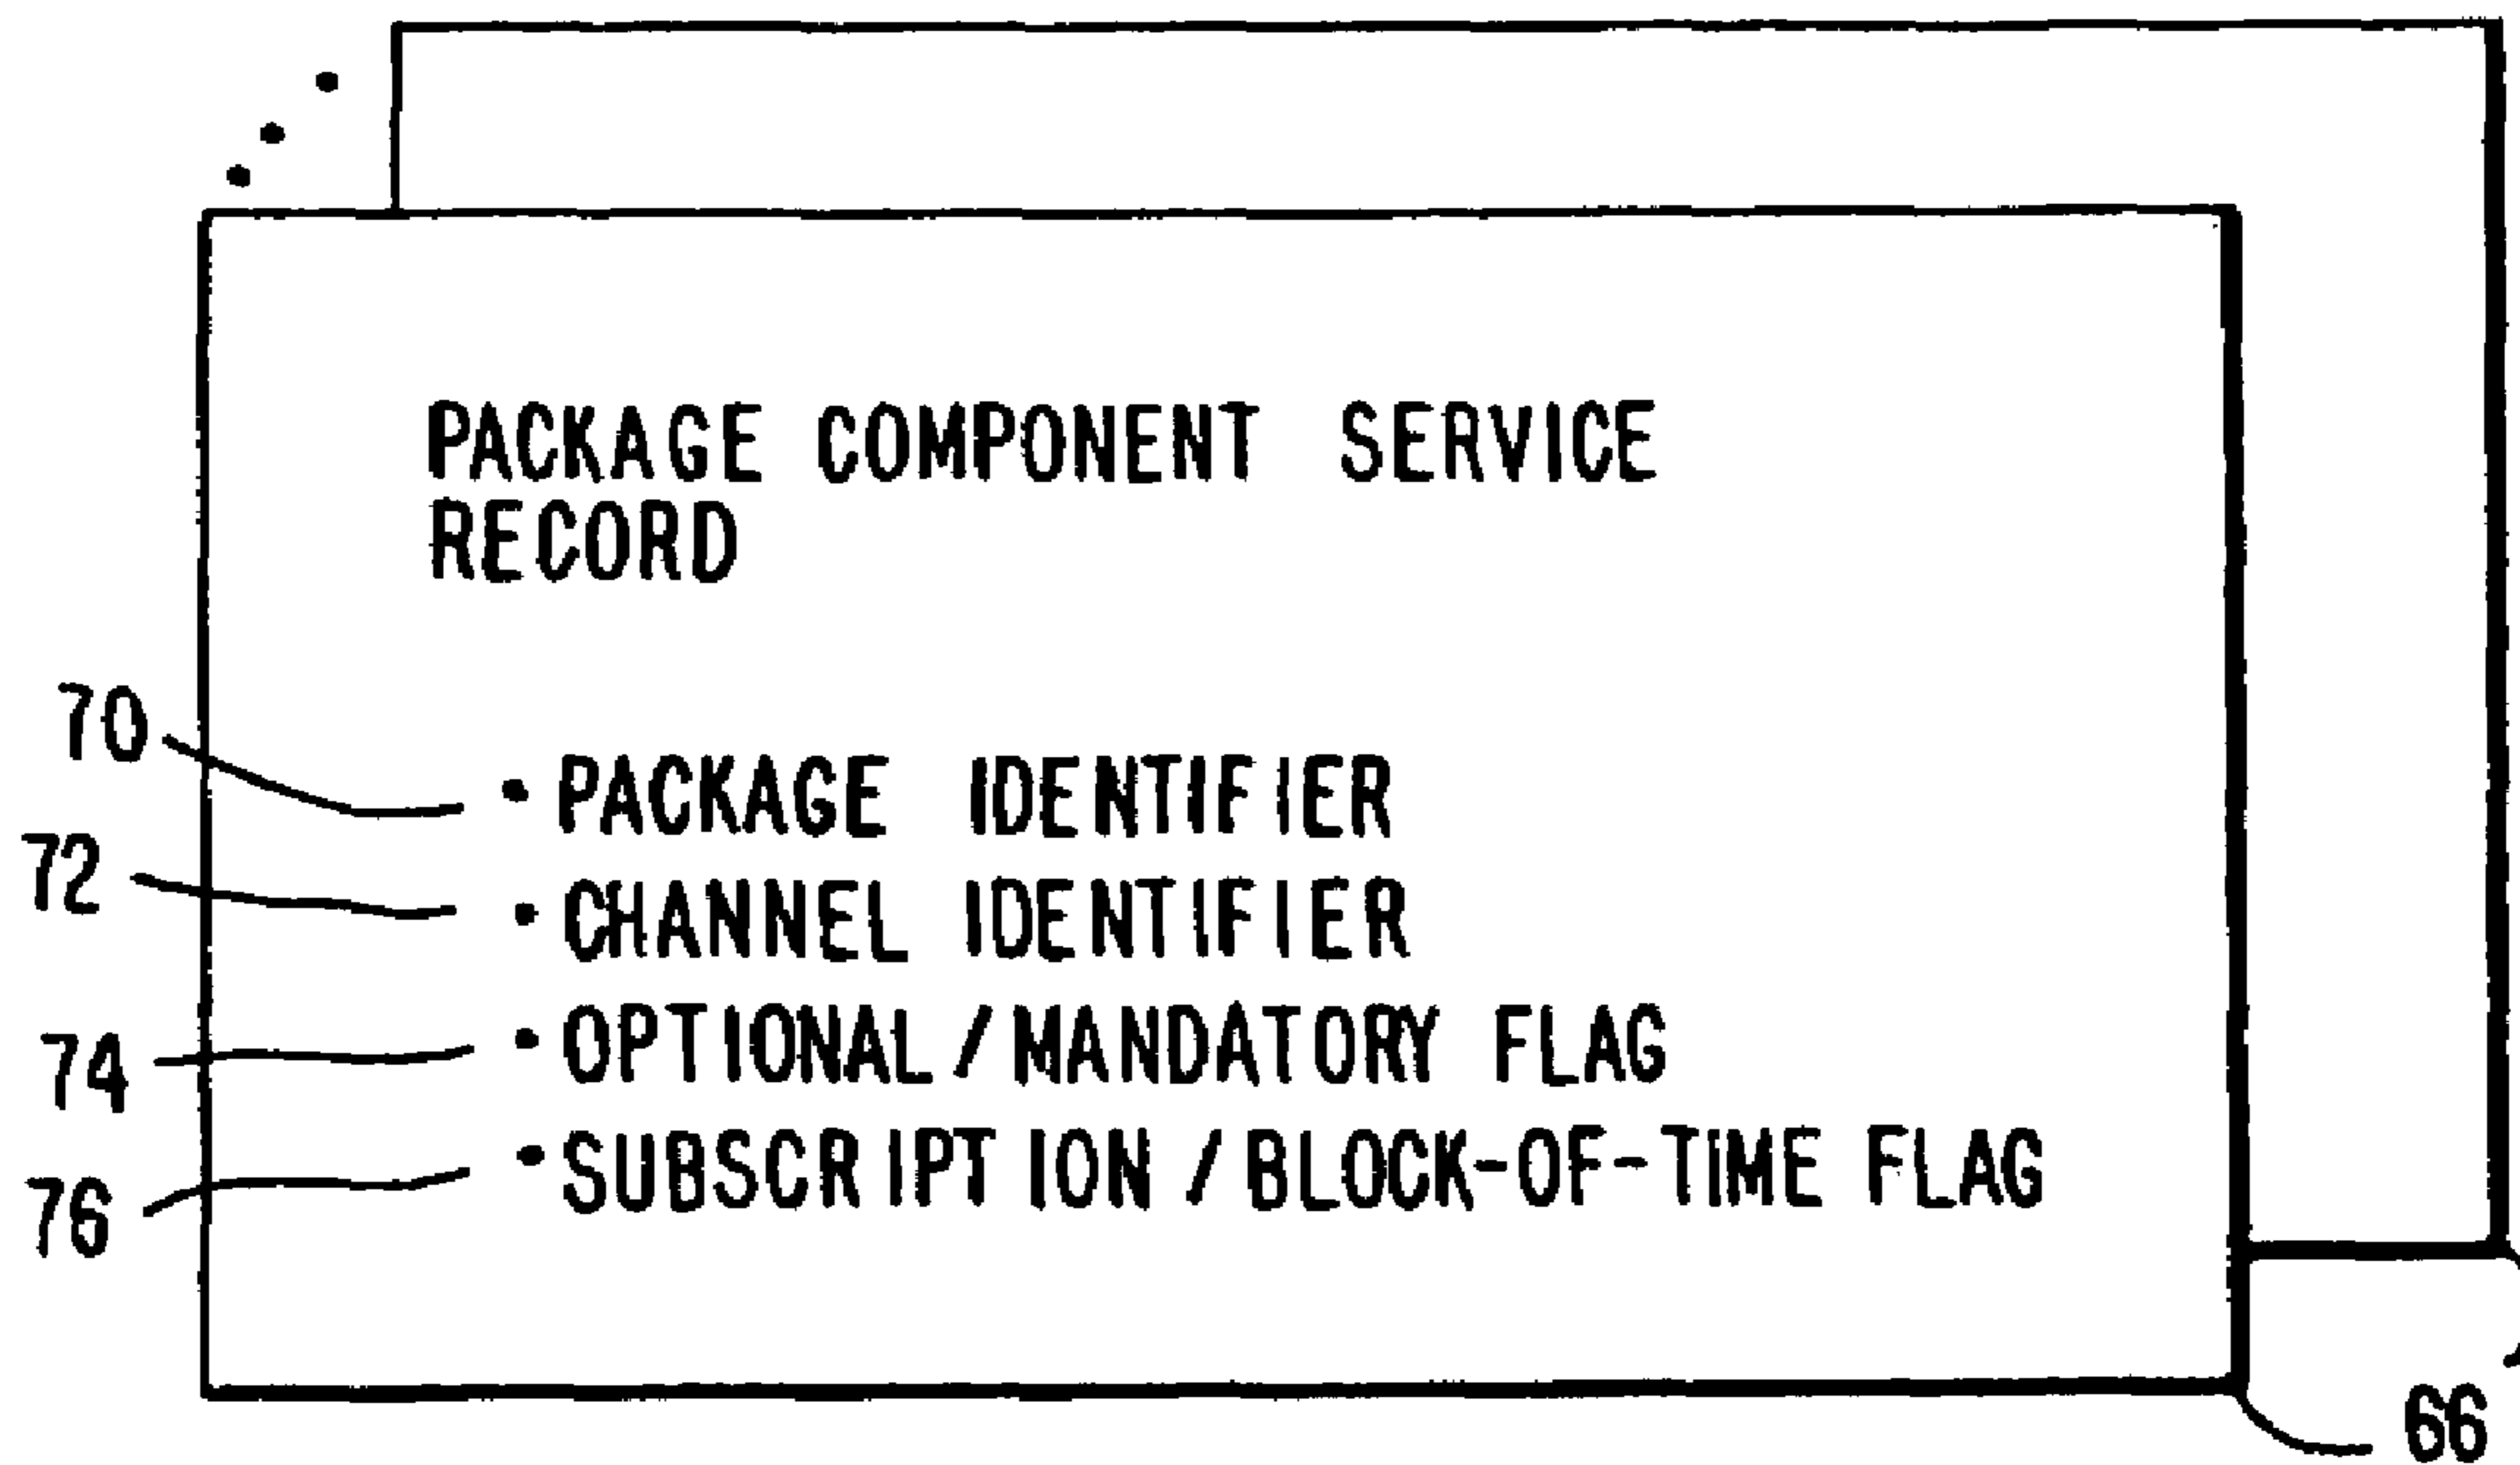 PACKAGE COMPONENT SERVICE
RECORD
70
• PACKAGE IDENTIFIER
72
• CHANNEL IDENTIFIER
74
• OPTIONAL/MANDATORY FLAG
76
• SUBSCRIPTION/BLOCK-OF-TIME FLAG
66